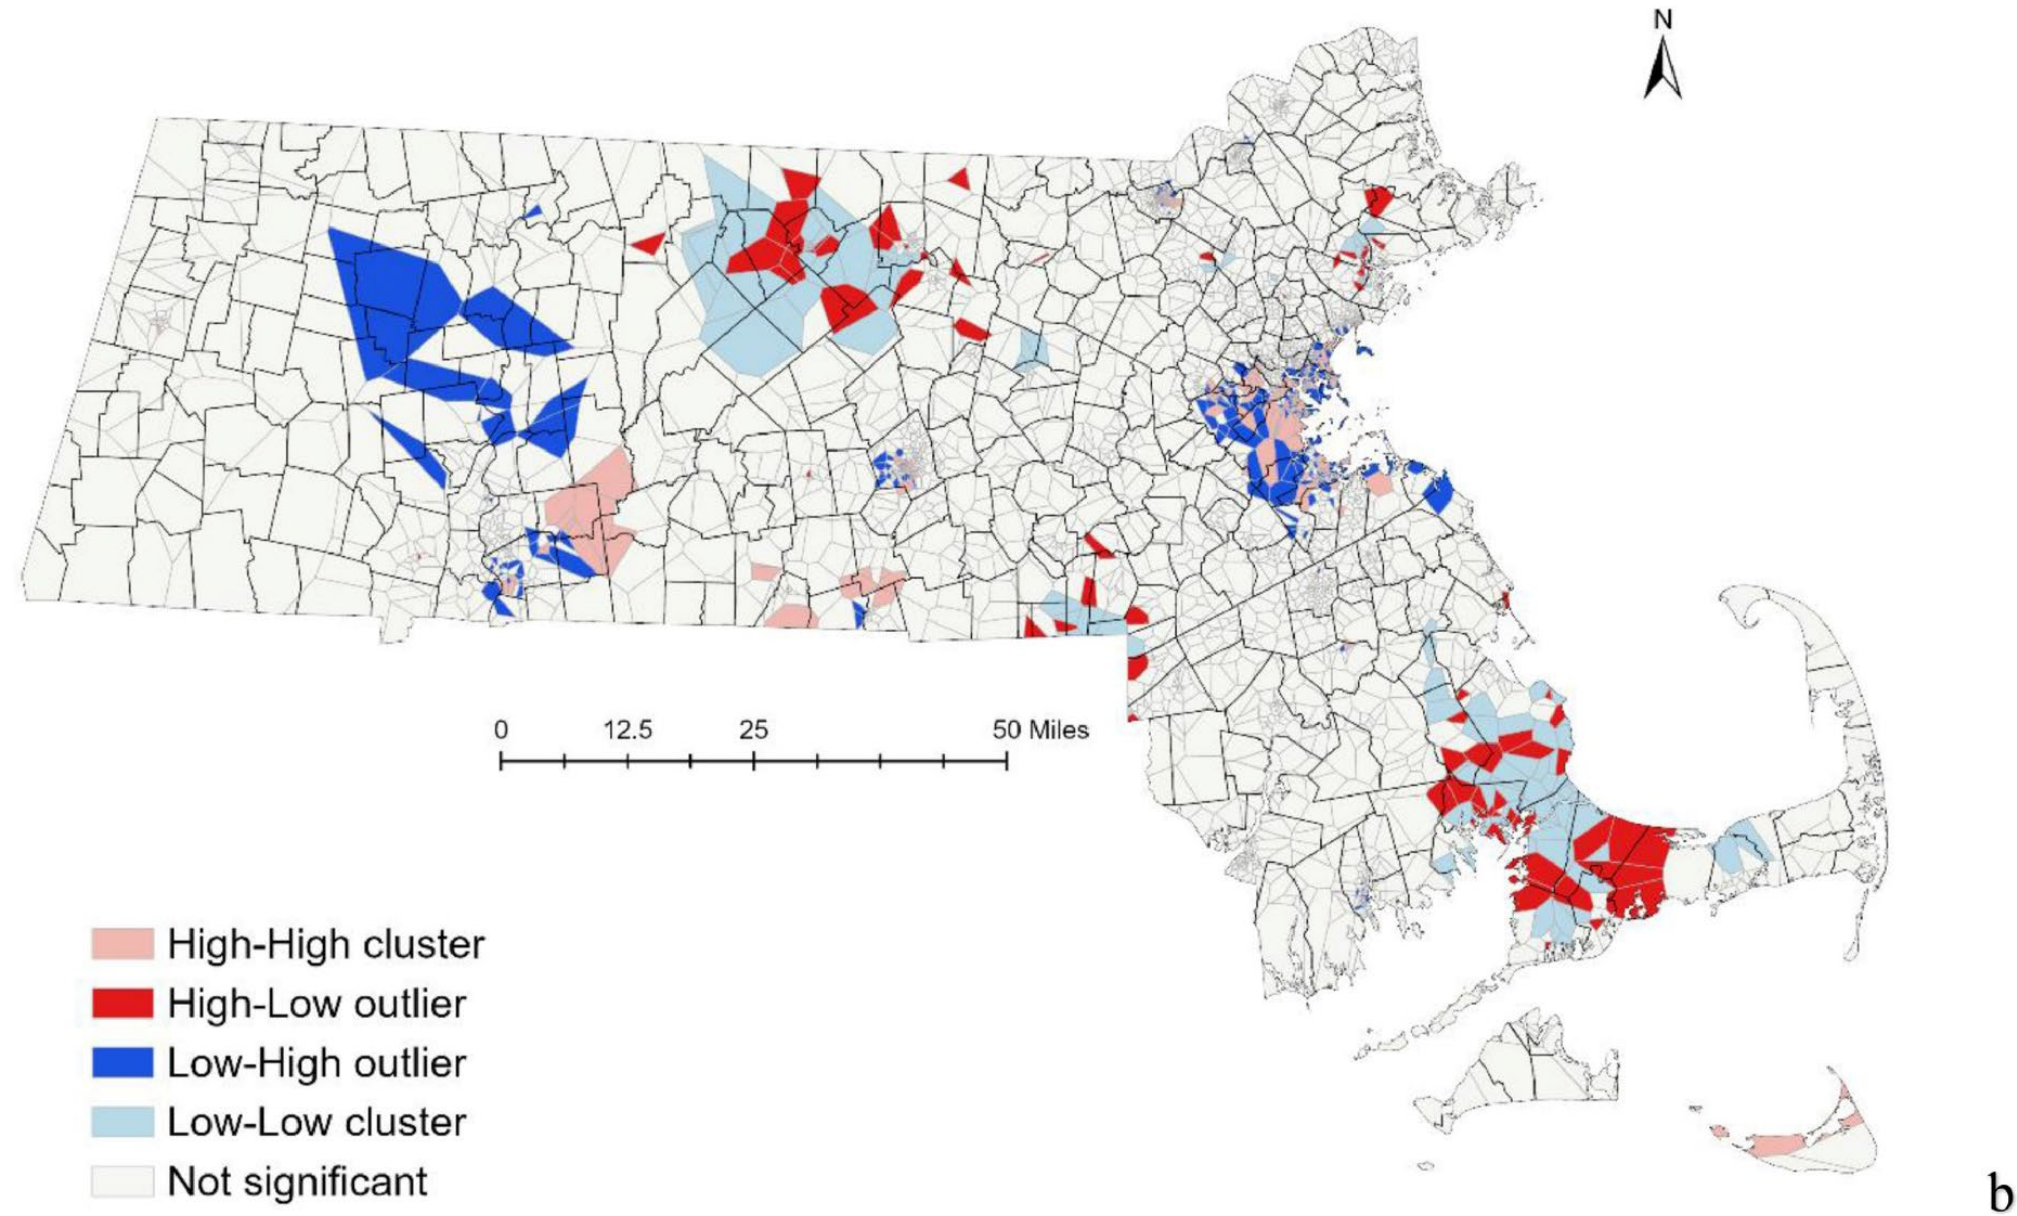 N
0 12.5 25 50 Miles
High-High cluster
High-Low outlier
Low-High outlier
Low-Low cluster
Not significant
b